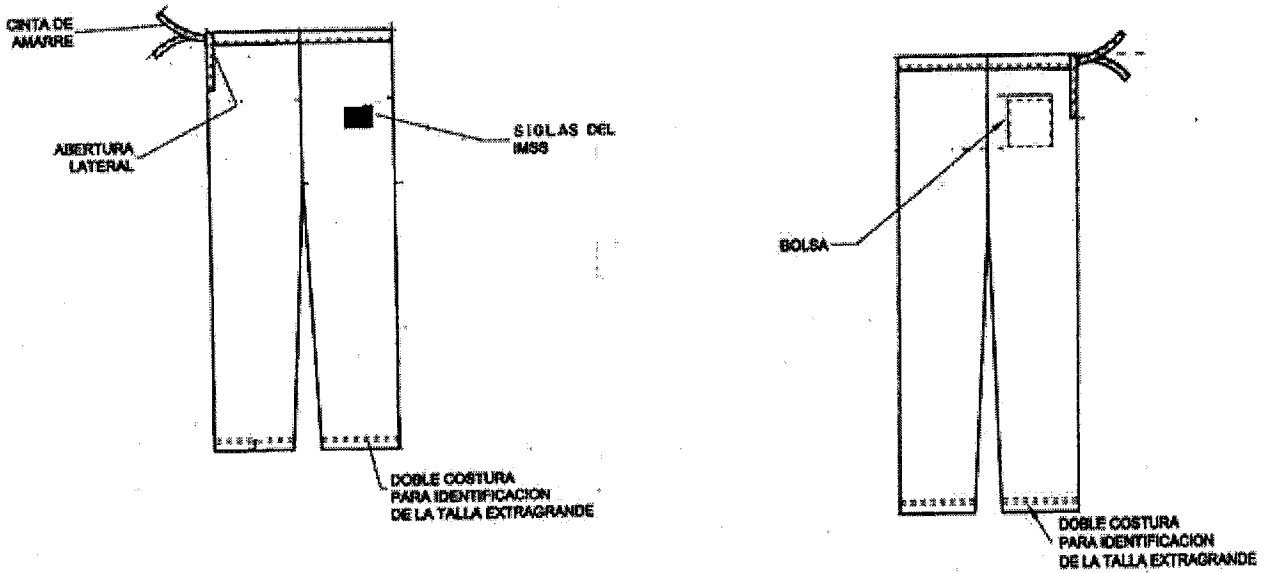 CINTA DE
AMARRE
ABERTURA
LATERAL
SIGLAS DEL
IMSS
DOBLE COSTURA
PARA IDENTIFICACION
DE LA TALLA EXTRAGRANDE
BOLSA
DOBLE COSTURA
PARA IDENTIFICACION
DE LA TALLA EXTRAGRANDE